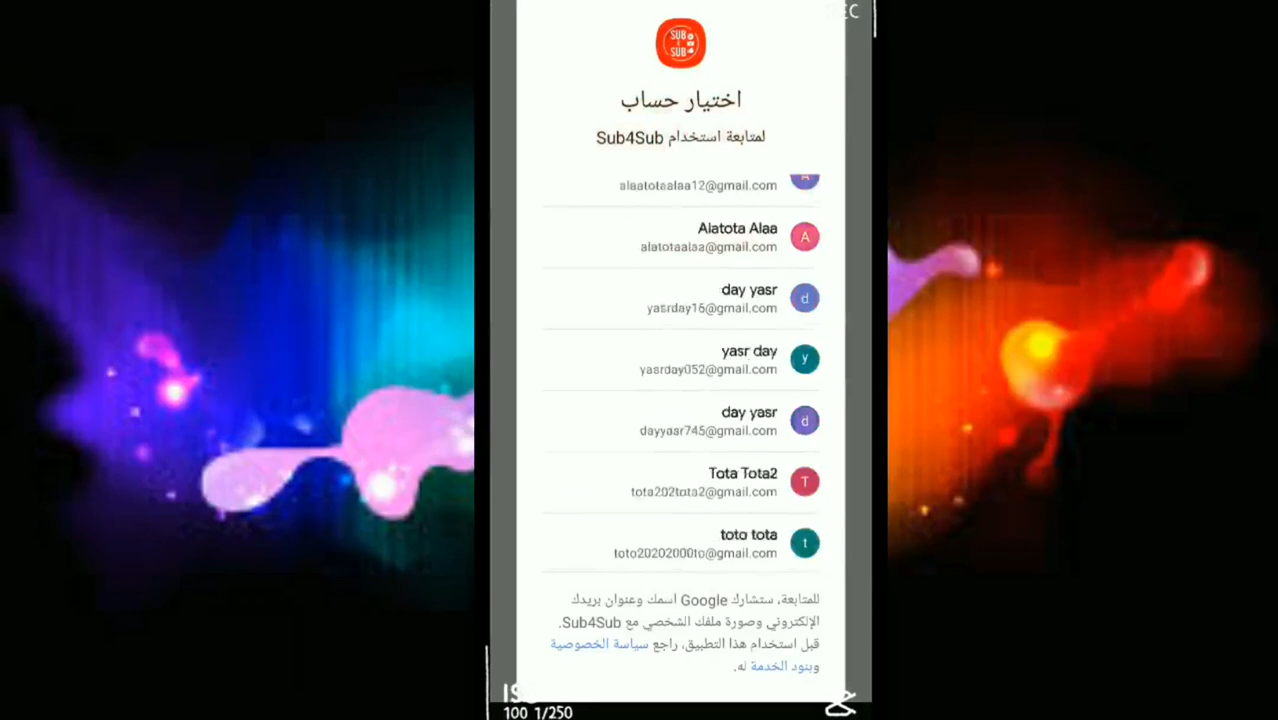 REC
SUB
SUB
اختيار حساب
لمتابعة استخدام Sub4Sub
A
alaatotaalaa12@gmail.com
Alatota Alaa
A
alatotaalaa@gmail.com
day yasr
d
yasrday16@gmail.com
yasr day
y
yasrday052@gmail.com
day yasr
d
dayyasr745@gmail.com
Tota Tota2
T
tota202tota2@gmail.com
toto tota
t
toto20202000to@gmail.com
للمتابعة، ستشارك Google اسمك وعنوان بريدك
الإلكتروني وصورة ملفك الشخصي مع Sub4Sub.
قبل استخدام هذا التطبيق، راجع سياسة الخصوصية
وبنود الخدمة له.
100 1/250